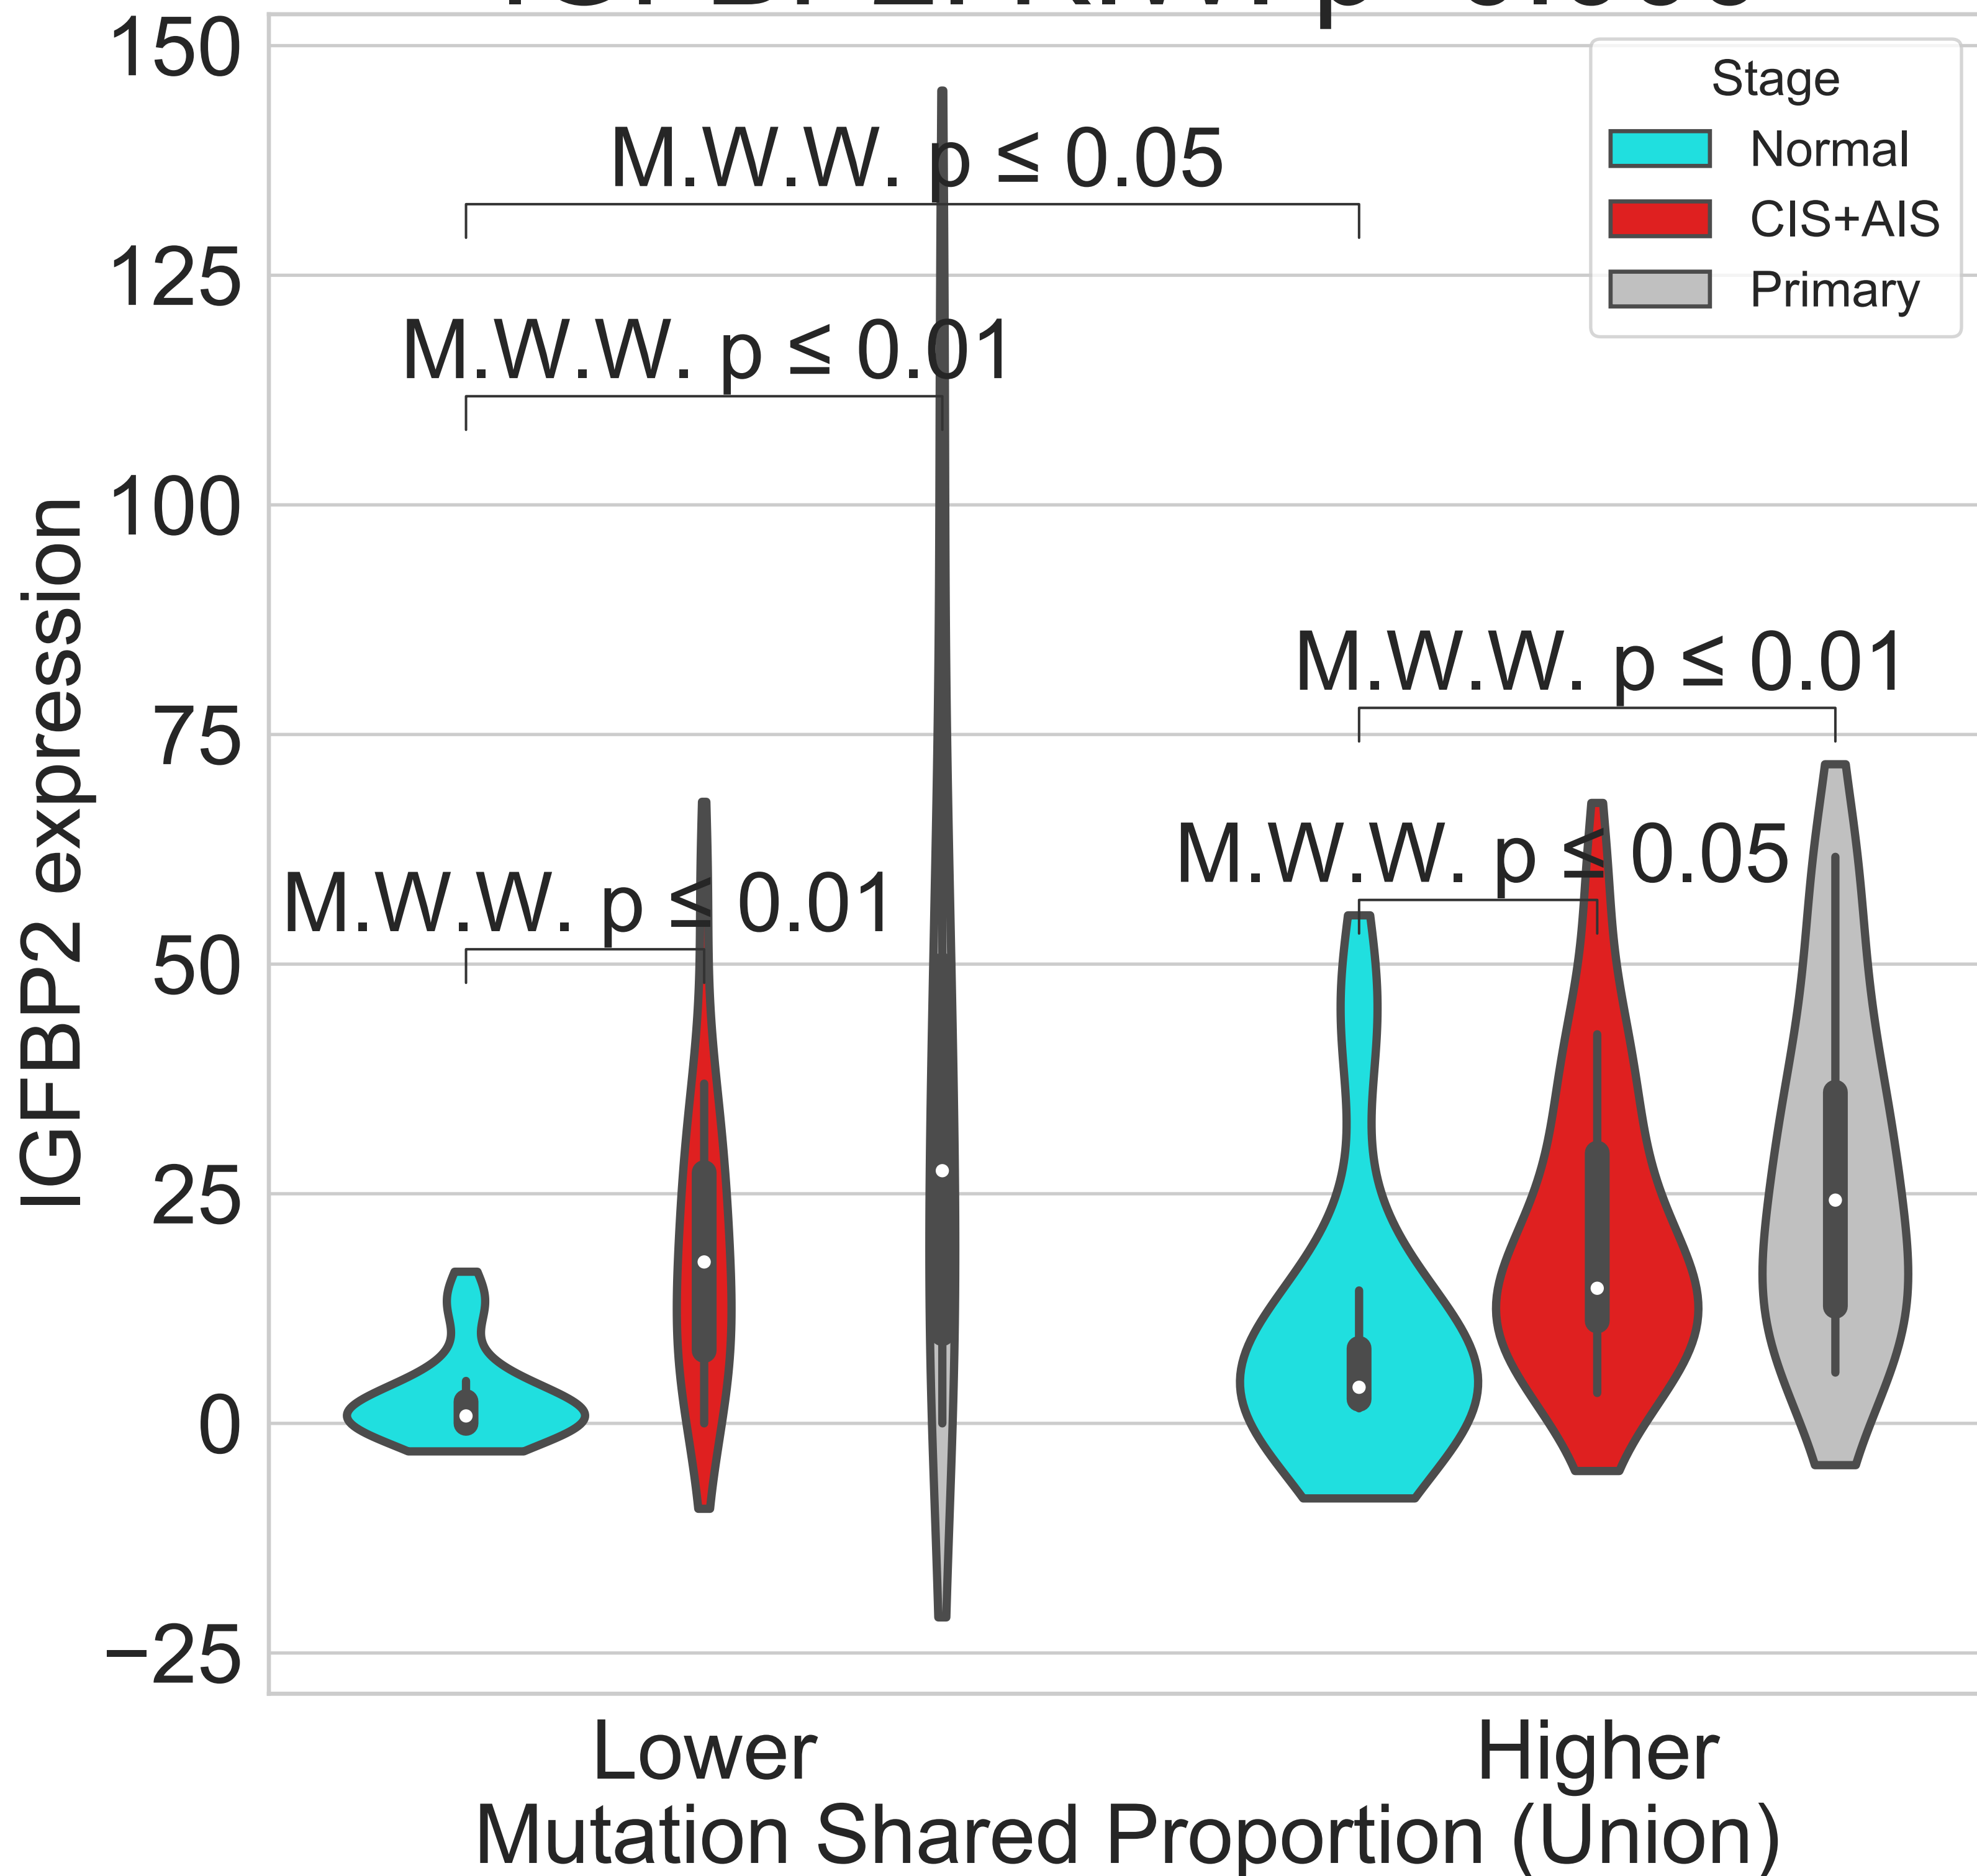 150
125
100
75
50
25
0
−25
IGFBP2 expression
Stage
Normal
CIS+AIS
Primary
M.W.W. p ≤ 0.05
M.W.W. p ≤ 0.01
M.W.W. p ≤ 0.01
M.W.W. p ≤ 0.01
M.W.W. p ≤ 0.05
Lower
Higher
Mutation Shared Proportion (Union)